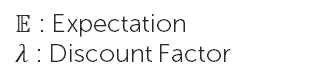 𝔼 : Expectation
λ : Discount Factor